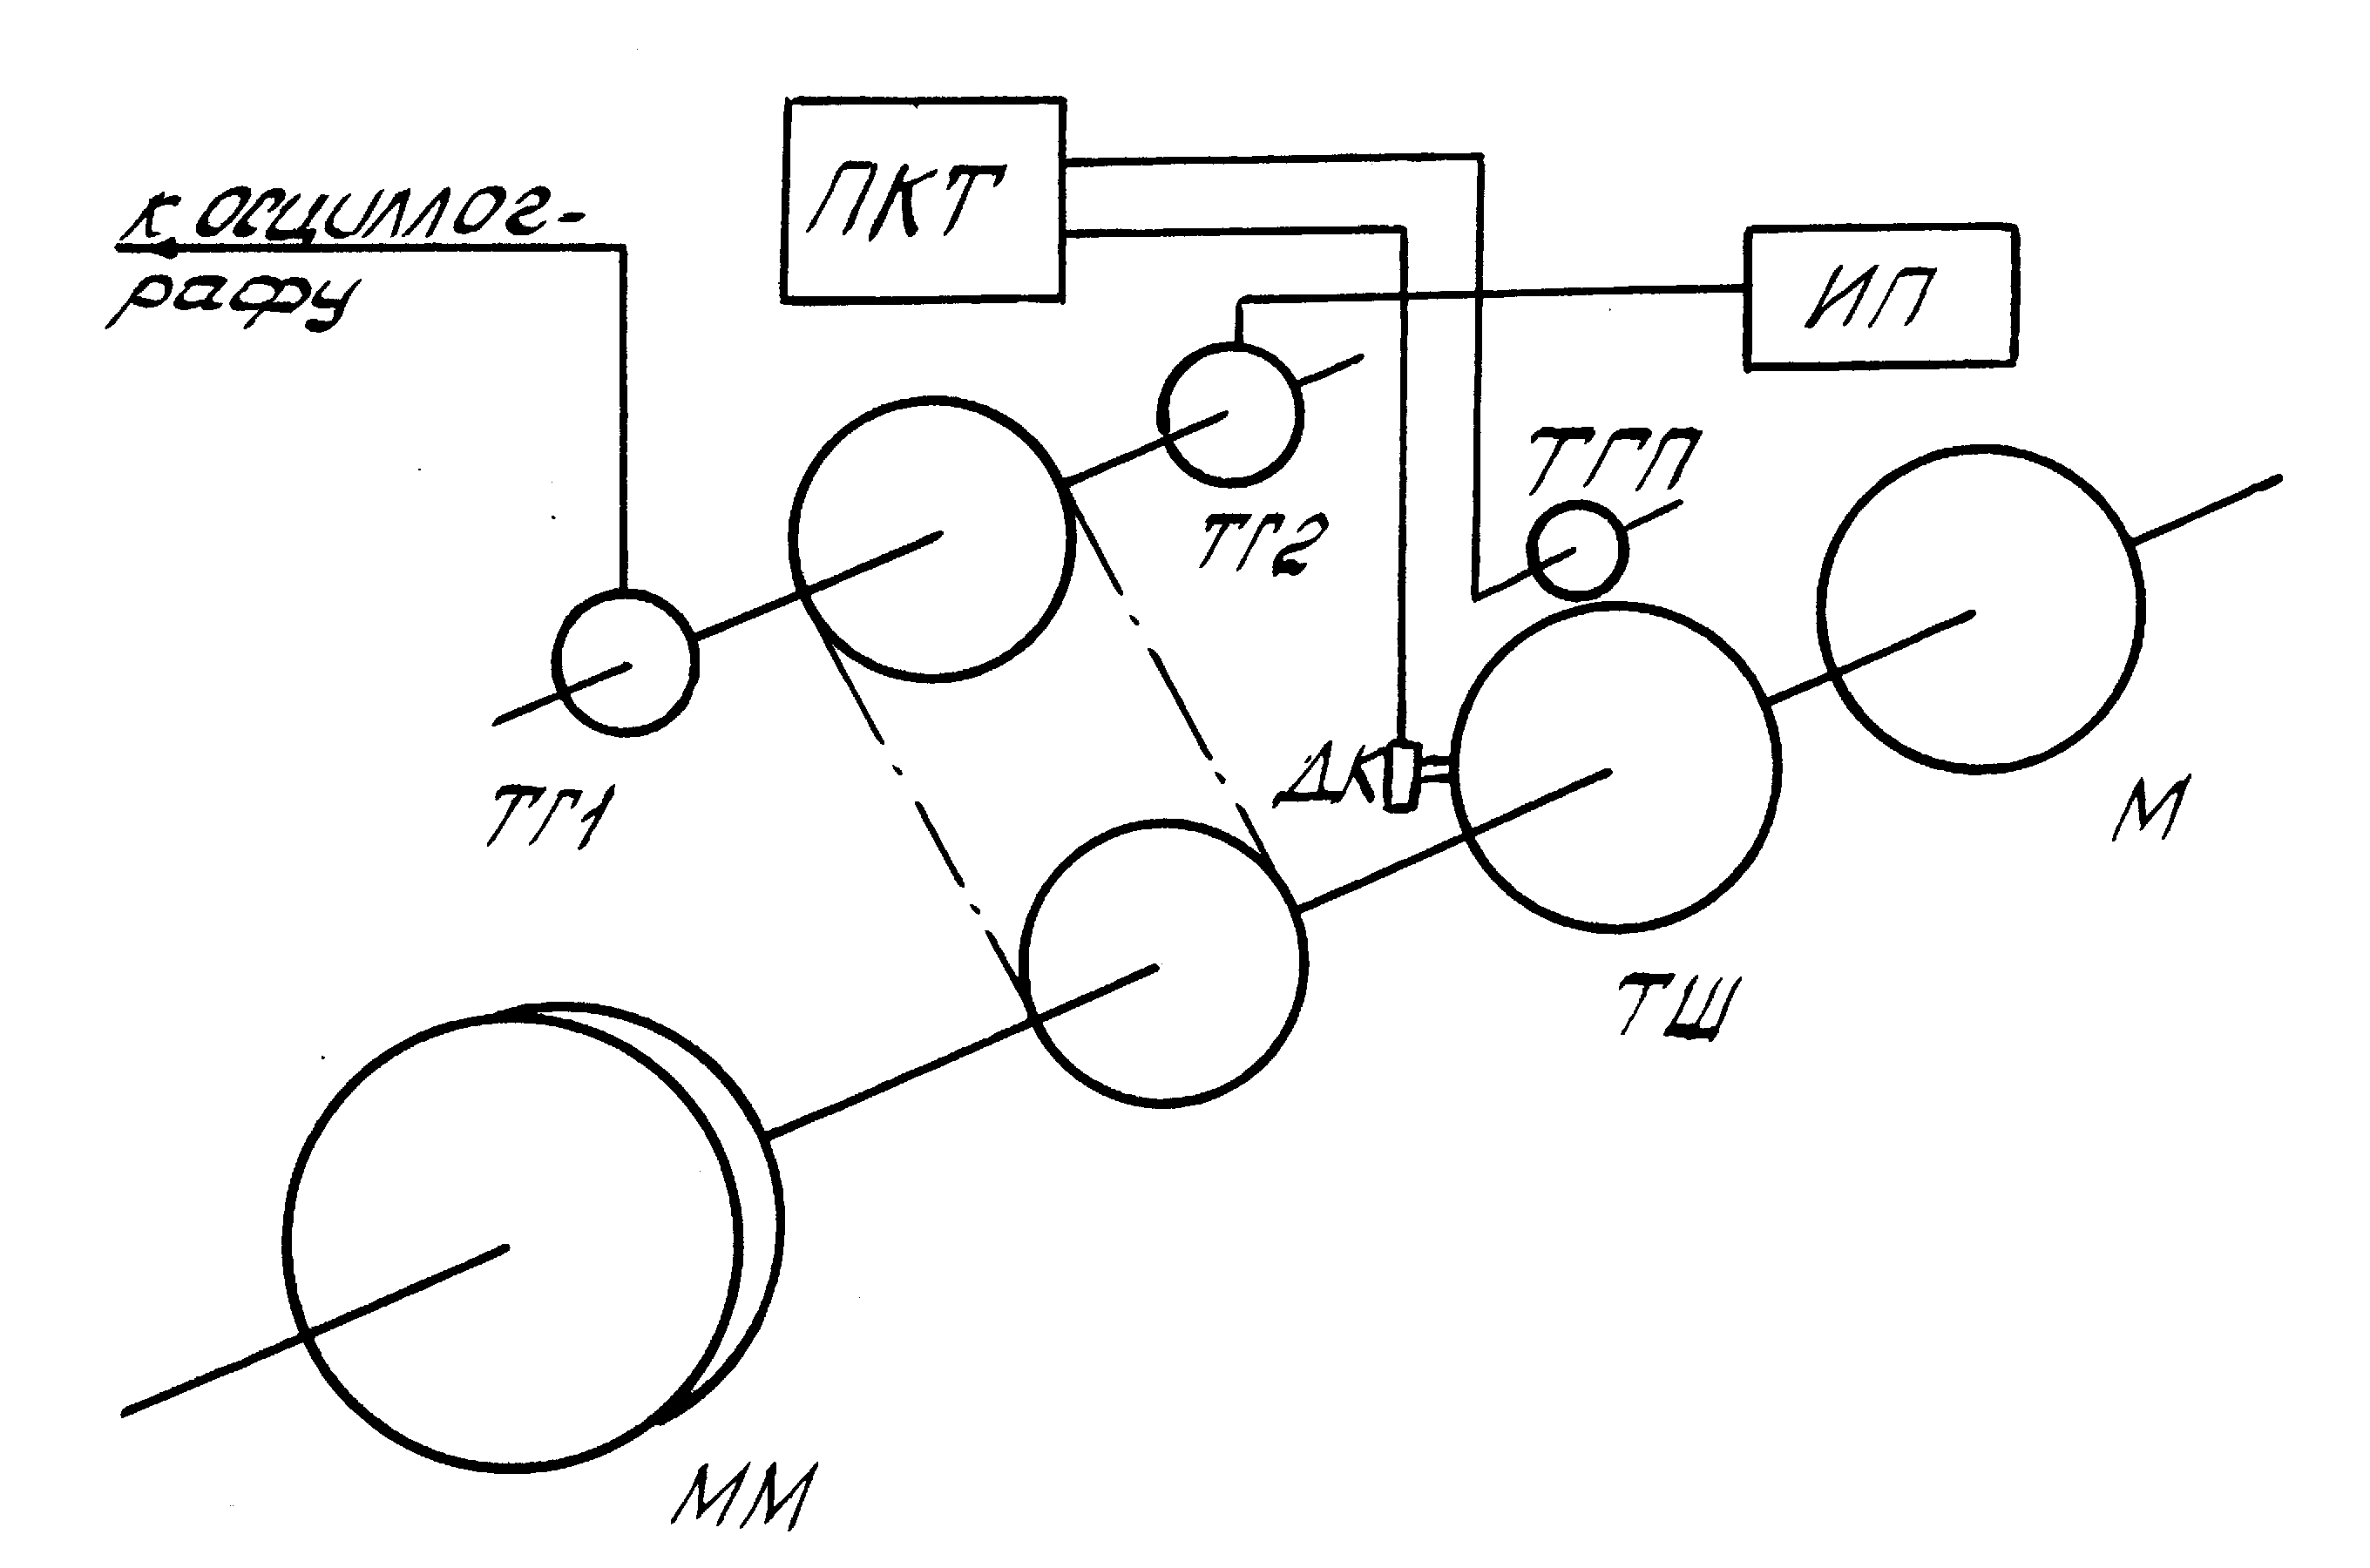 ПКТ
к осциллог-
рафу
ИП
ТГП
ТГ2
ДК
ТГ1
М
ТШ
ММ